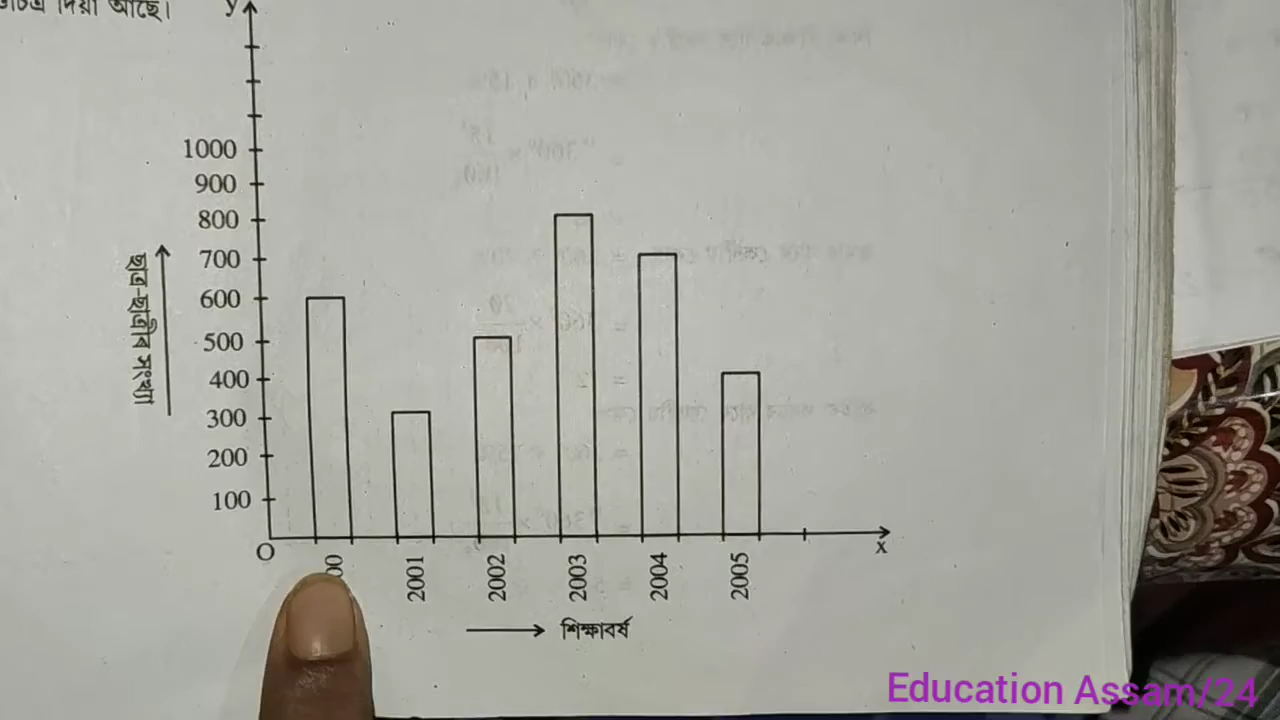 দিয়া আছে।
y
1000
900
800
700
600
500
400
300
200
100
ছাত্ৰ-ছাত্ৰীৰ সংখ্যা
O
x
00
2001
2002
2003
2004
2005
শিক্ষাবৰ্ষ
Education Assam/24